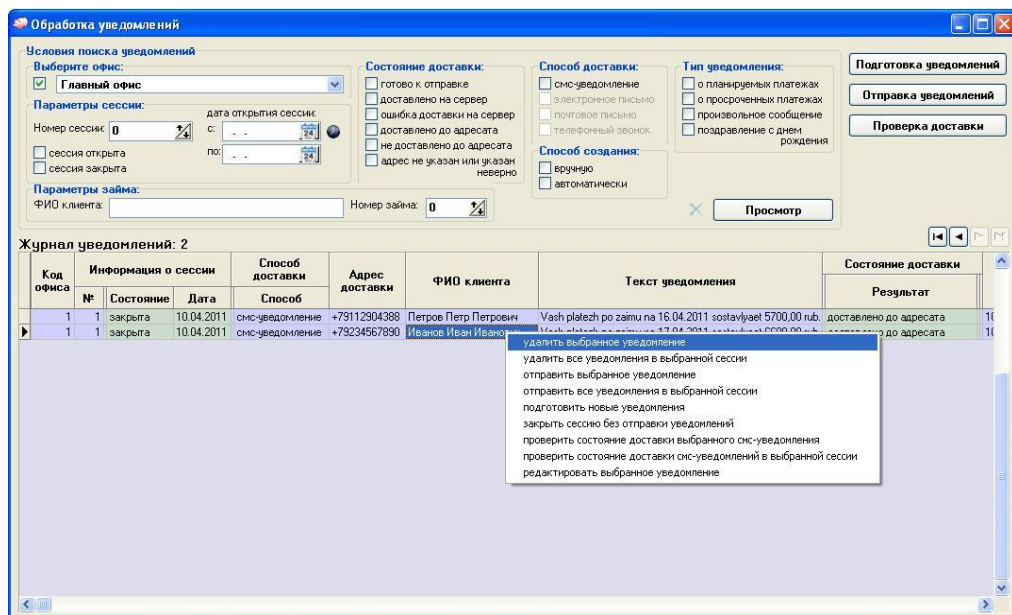 Обработка уведомлений
Условия поиска уведомлений
Выберите офис:
Главный офис
Параметры сессии:
дата открытия сессии:
Номер сессии: 0
с: . .
24
по: . .
24
сессия открыта
сессия закрыта
Состояние доставки:
готово к отправке
доставлено на сервер
ошибка доставки на сервер
доставлено до адресата
не доставлено до адресата
адрес не указан или указан
неверно
Способ доставки:
смс-уведомление
электронное письмо
почтовое письмо
телефонный звонок
Способ создания:
вручную
автоматически
Тип уведомления:
о планируемых платежах
о просроченных платежах
произвольное сообщение
поздравление с днем
рождения
Подготовка уведомлений
Отправка уведомлений
Проверка доставки
Параметры займа:
ФИО клиента:
Номер займа: 0
Просмотр
Журнал уведомлений: 2
Код офиса
Информация о сессии
Способ доставки
Адрес доставки
ФИО клиента
Текст уведомления
Состояние доставки
№ Состояние Дата Способ Результат
1 1 закрыта 10.04.2011 смс-уведомление +79112904388 Петров Петр Петрович Vash platezh po zaimu na 16.04.2011 sostavlyaet 5700,00 rub. доставлено до адресата 10
1 1 закрыта 10.04.2011 смс-уведомление +79234567890 Иванов Иван до адресата 10
удалить выбранное уведомление
удалить все уведомления в выбранной сессии
отправить выбранное уведомление
отправить все уведомления в выбранной сессии
подготовить новые уведомления
закрыть сессию без отправки уведомлений
проверить состояние доставки выбранного смс-уведомления
проверить состояние доставки смс-уведомлений в выбранной сессии
редактировать выбранное уведомление